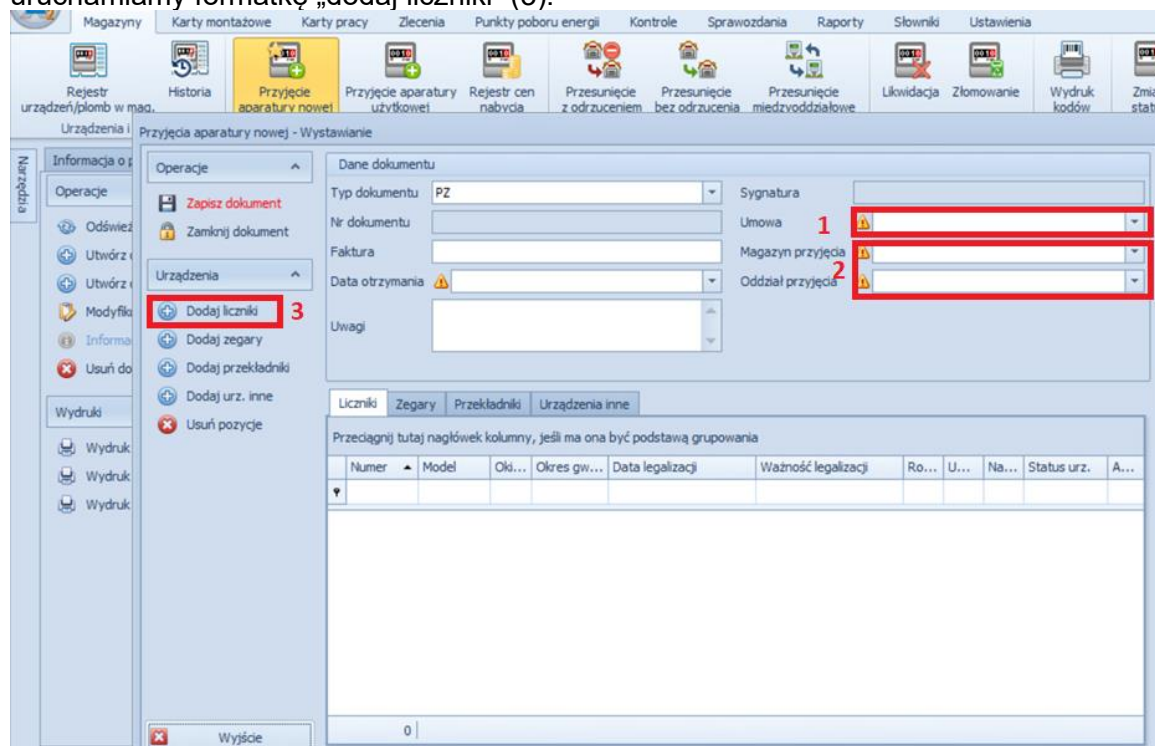 uruchamiamy formatkę „dodaj liczniki” (3).
Magazyny Karty montażowe Karty pracy Zlecenia Punkty poboru energii Kontrole Sprawozdania Raporty Słowniki Ustawienia
Rejestr Historia Przyjęcie Przyjęcie aparatury Rejestr cen Przesunięcie Przesunięcie Przesunięcie Likwidacja Złomowanie Wydruk
urządzeń/plomb w mag. aparatury nowej użytkowej nabycia z odrzuceniem bez odrzucenia międzyoddziałowe kodów
Urządzenia i
Przyjęcia aparatury nowej - Wystawianie
Narzędzia
Informacja o
Operacje
Odśwież
Utwórz
Utwórz
Usuń do
Wydruki
Wydruk
Wydruk
Wydruk
Operacje
Zapisz dokument
Zamknij dokument
Urządzenia
Dodaj liczniki 3
Dodaj zegary
Dodaj przekładniki
Dodaj urz. inne
Usuń pozycje
Wyjście
Dane dokumentu
Typ dokumentu PZ Sygnatura
Nr dokumentu Umowa 1
Faktura Magazyn przyjęcia
2
Data otrzymania Oddział przyjęcia
Uwagi
Liczniki Zegary Przekładniki Urządzenia inne
Przeciągnij tutaj nagłówek kolumny, jeśli ma ona być podstawą grupowania
Numer Model Oki... Okres gw... Data legalizacji Ważność legalizacji Ro... U... Na... Status urz. A...
0